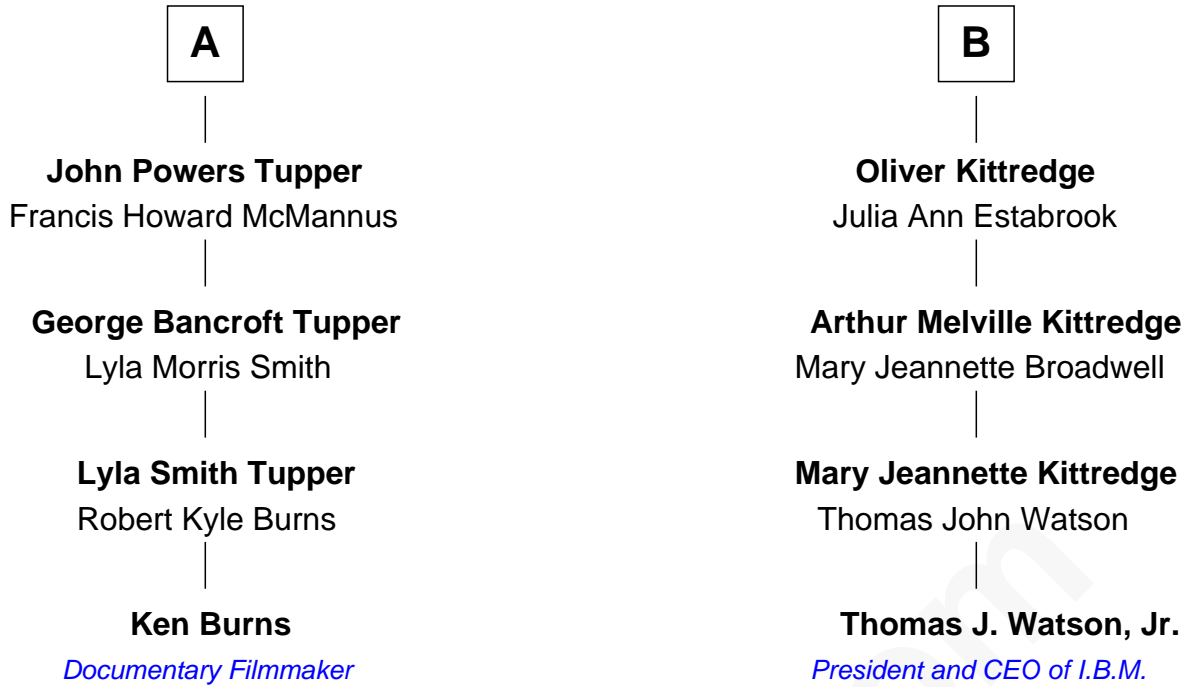 A
John Powers Tupper
Francis Howard McMannus
George Bancroft Tupper
Lyla Morris Smith
Lyla Smith Tupper
Robert Kyle Burns
Ken Burns
Documentary Filmmaker
B
Oliver Kittredge
Julia Ann Estabrook
Arthur Melville Kittredge
Mary Jeannette Broadwell
Mary Jeannette Kittredge
Thomas John Watson
Thomas J. Watson, Jr.
President and CEO of I.B.M.